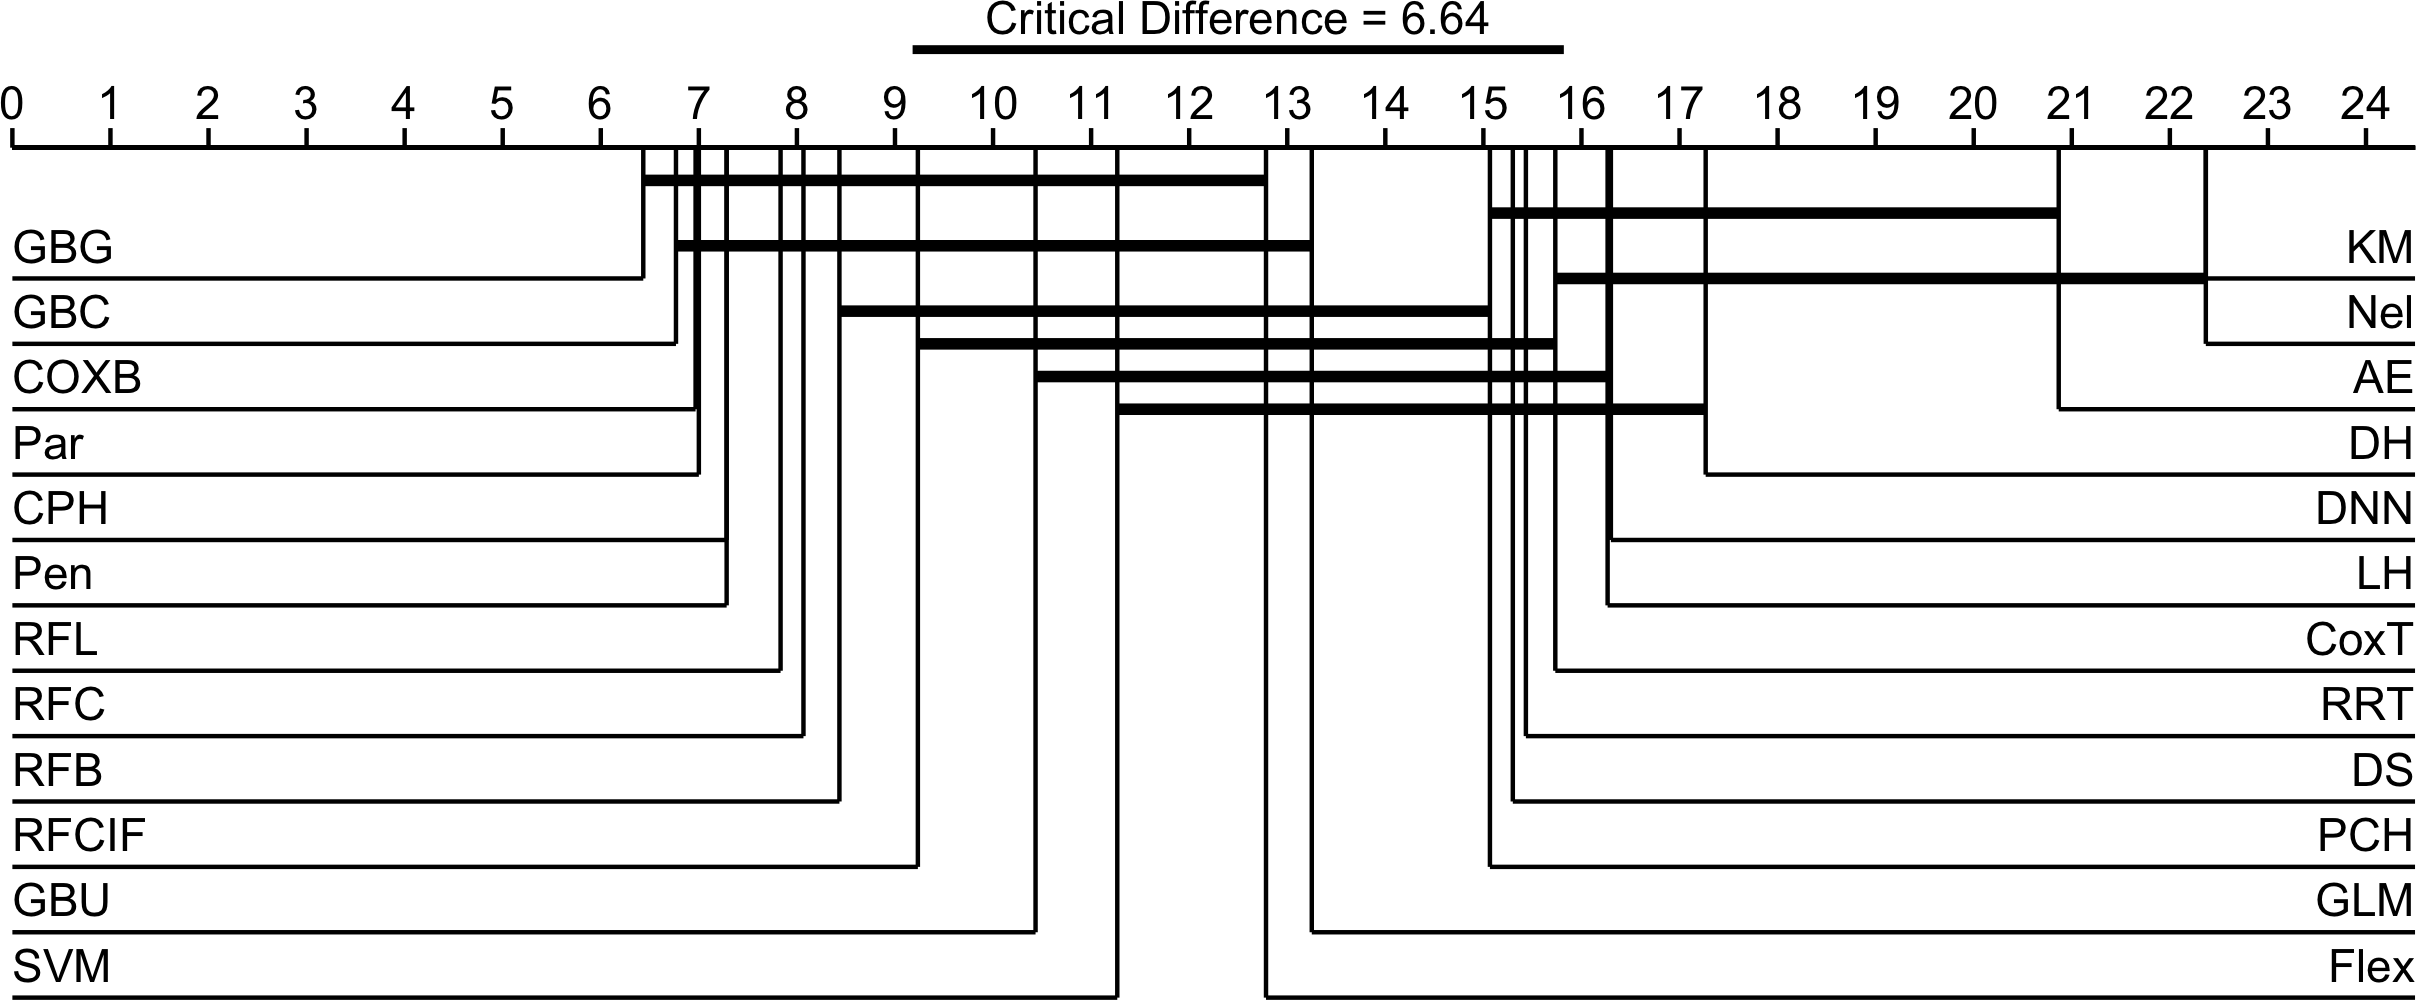 Critical Difference = 6.64
0 1 2 3 4 5 6 7 8 9 10 11 12 13 14 15 16 17 18 19 20 21 22 23 24
GBG KM
GBC Nel
COXB AE
Par DH
CPH DNN
Pen LH
RFL CoxT
RFC RRT
RFB DS
RFCIF PCH
GBU GLM
SVM Flex